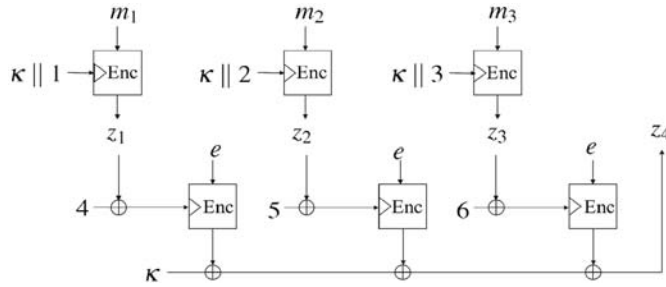 m₁ m₂ m₃
κ || 1 Enc κ || 2 Enc κ || 3 Enc
z₁ z₂ z₃ z₄
e e e
4 Enc 5 Enc 6 Enc
κ